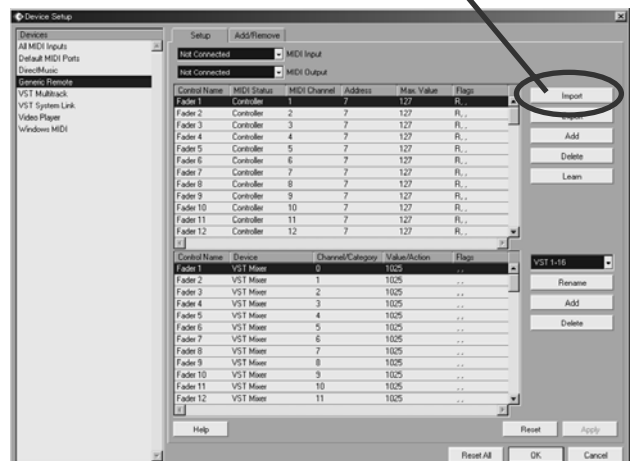 Device Setup
Devices
All MIDI Inputs
Default MIDI Ports
DirectMusic
Generic Remote
VST Multitrack
VST System Link
Video Player
Windows MIDI
Setup Add/Remove
Not Connected MIDI Input
Not Connected MIDI Output
Control Name MIDI Status MIDI Channel Address Max. Value Flags
Fader 1 Controller 1 7 127 R, ,
Fader 2 Controller 2 7 127 R, ,
Fader 3 Controller 3 7 127 R, ,
Fader 4 Controller 4 7 127 R, ,
Fader 5 Controller 5 7 127 R, ,
Fader 6 Controller 6 7 127 R, ,
Fader 7 Controller 7 7 127 R, ,
Fader 8 Controller 8 7 127 R, ,
Fader 9 Controller 9 7 127 R, ,
Fader 10 Controller 10 7 127 R, ,
Fader 11 Controller 11 7 127 R, ,
Fader 12 Controller 12 7 127 R, ,
Import
Export
Add
Delete
Learn
Control Name Device Channel/Category Value/Action Flags
Fader 1 VST Mixer 0 1025 , ,
Fader 2 VST Mixer 1 1025 , ,
Fader 3 VST Mixer 2 1025 , ,
Fader 4 VST Mixer 3 1025 , ,
Fader 5 VST Mixer 4 1025 , ,
Fader 6 VST Mixer 5 1025 , ,
Fader 7 VST Mixer 6 1025 , ,
Fader 8 VST Mixer 7 1025 , ,
Fader 9 VST Mixer 8 1025 , ,
Fader 10 VST Mixer 9 1025 , ,
Fader 11 VST Mixer 10 1025 , ,
Fader 12 VST Mixer 11 1025 , ,
VST 1-16
Rename
Add
Delete
Help Reset Apply
Reset All OK Cancel